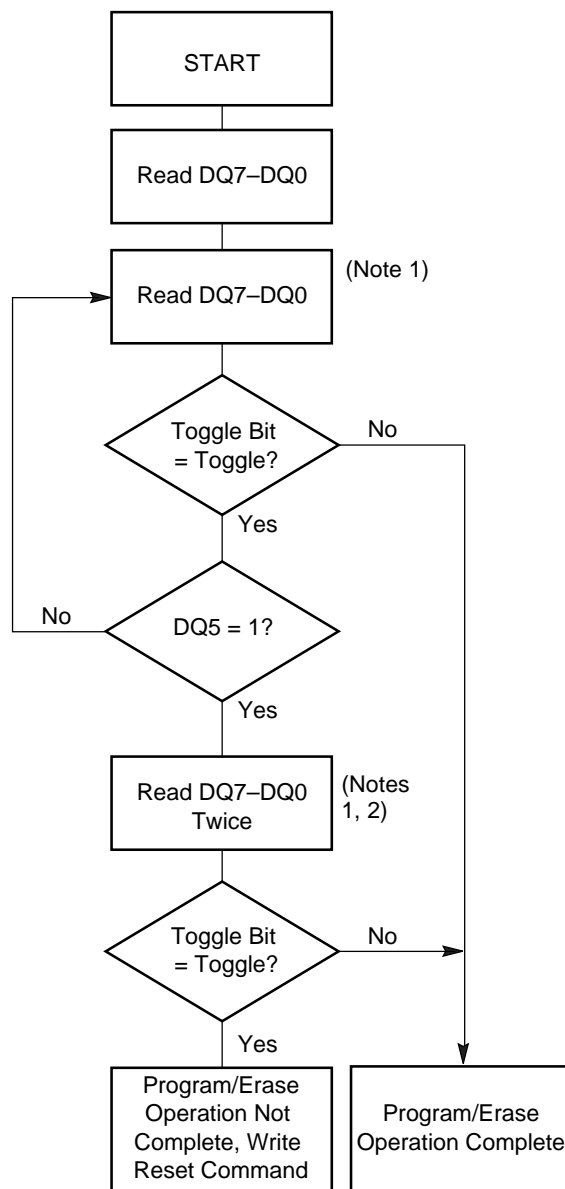 START
Read DQ7–DQ0
Read DQ7–DQ0
(Note 1)
Toggle Bit
= Toggle?
No
Yes
No
DQ5 = 1?
Yes
Read DQ7–DQ0
Twice
(Notes
1, 2)
Toggle Bit
= Toggle?
No
Yes
Program/Erase
Operation Not
Complete, Write
Reset Command
Program/Erase
Operation Complete